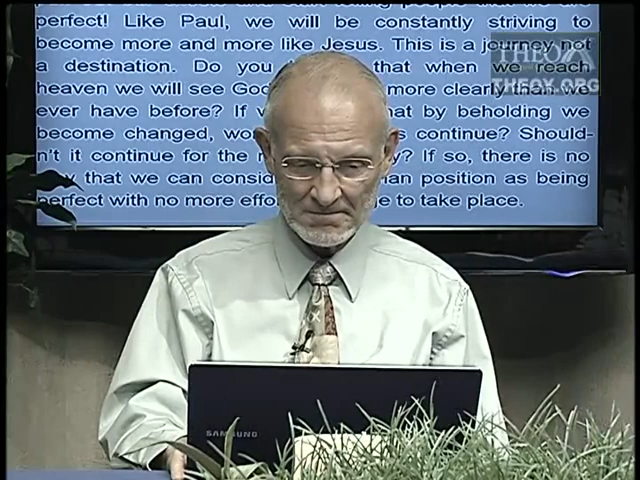 perfect! Like Paul, we will be constantly striving to
become more and more like Jesus. This is a journey not
a destination. Do you that when we reach
heaven we will see God more clearly than we
ever have before? If that by beholding we
become changed, continue? Should-
n't it continue for the ? If so, there is no
that we can position as being
perfect with no more to take place.
THEOX
THEOX.ORG
SAMSUNG